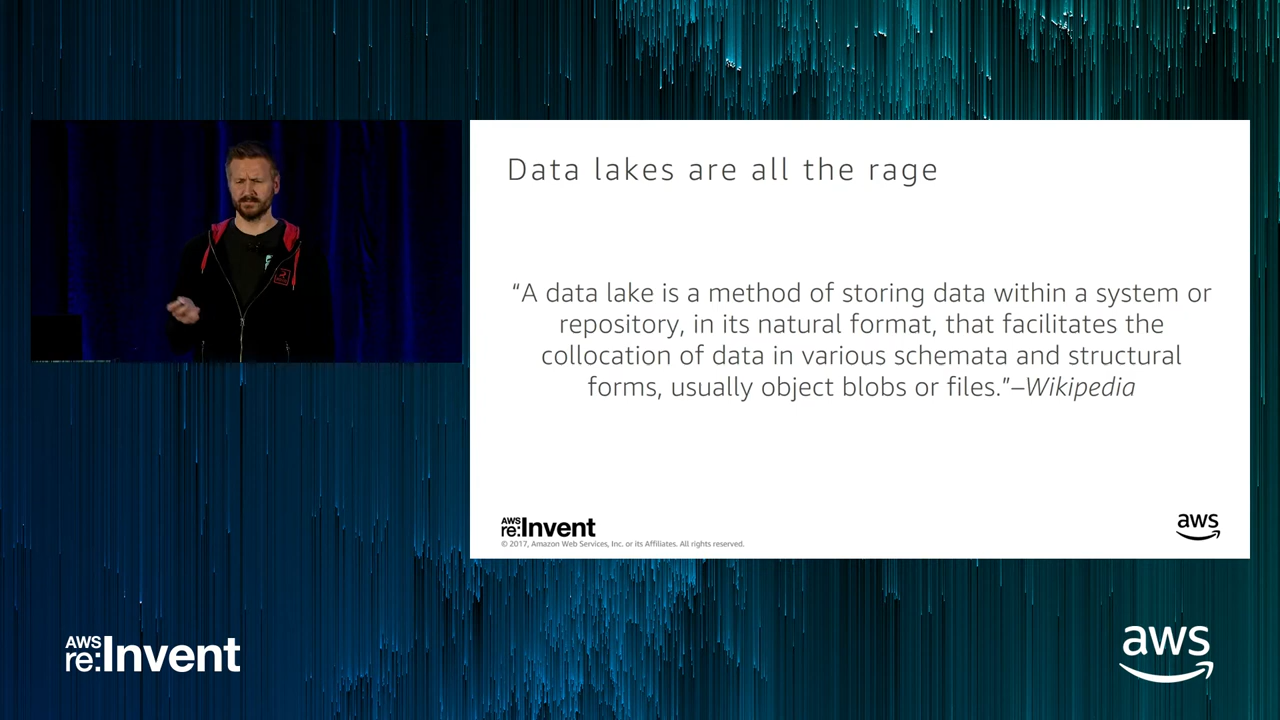 Data lakes are all the rage
“A data lake is a method of storing data within a system or
repository, in its natural format, that facilitates the
collocation of data in various schemata and structural
forms, usually object blobs or files.”–Wikipedia
AWS
re:Invent
© 2017, Amazon Web Services, Inc. or its Affiliates. All rights reserved.
aws
AWS
re:Invent
aws